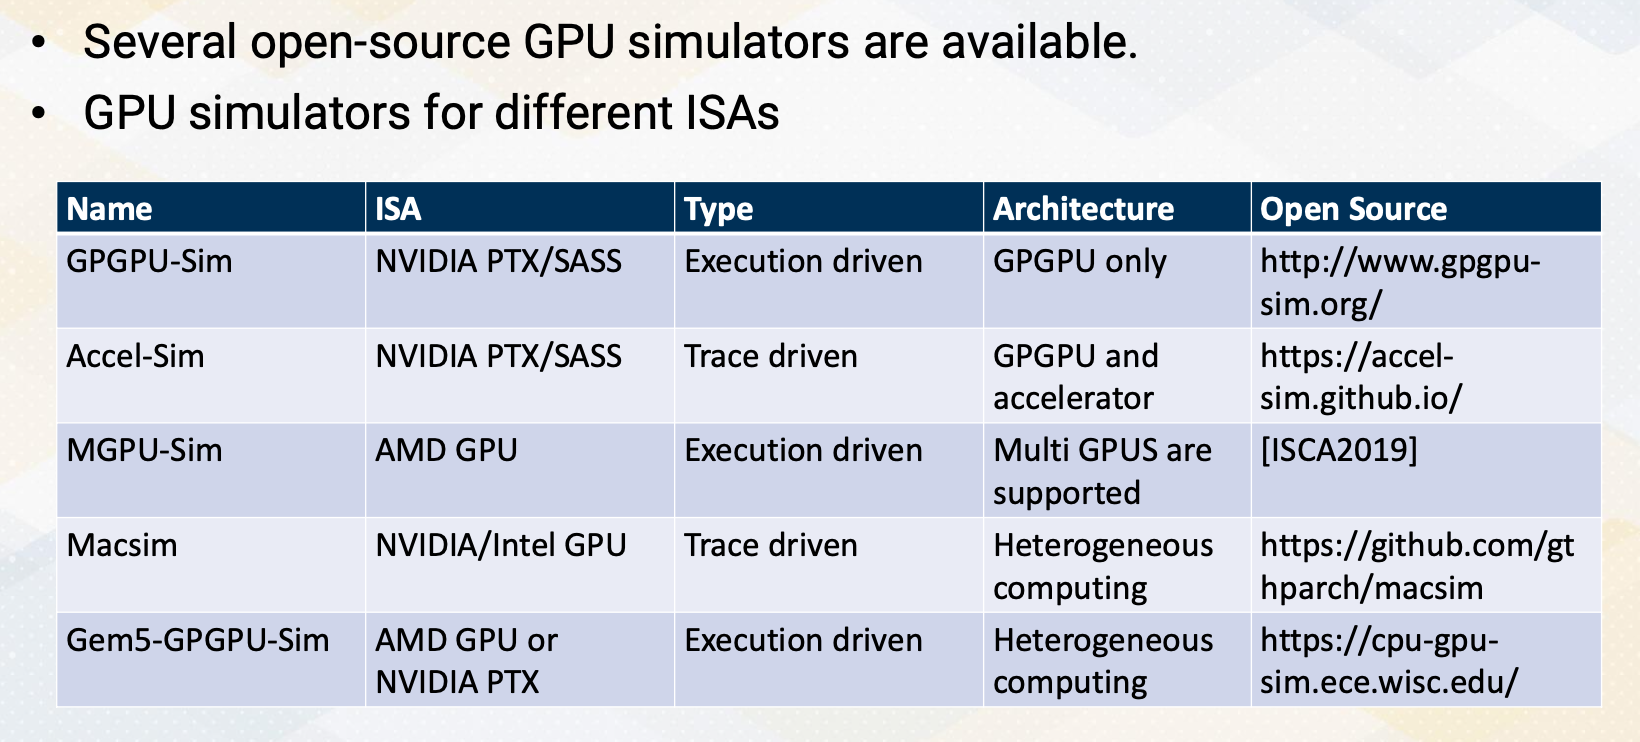 • Several open-source GPU simulators are available.
• GPU simulators for different ISAs
Name ISA Type Architecture Open Source
GPGPU-Sim NVIDIA PTX/SASS Execution driven GPGPU only http://www.gpgpu-
sim.org/
Accel-Sim NVIDIA PTX/SASS Trace driven GPGPU and https://accel-
accelerator sim.github.io/
MGPU-Sim AMD GPU Execution driven Multi GPUS are [ISCA2019]
supported
Macsim NVIDIA/Intel GPU Trace driven Heterogeneous https://github.com/gt
computing hparch/macsim
Gem5-GPGPU-Sim AMD GPU or Execution driven Heterogeneous https://cpu-gpu-
NVIDIA PTX computing sim.ece.wisc.edu/